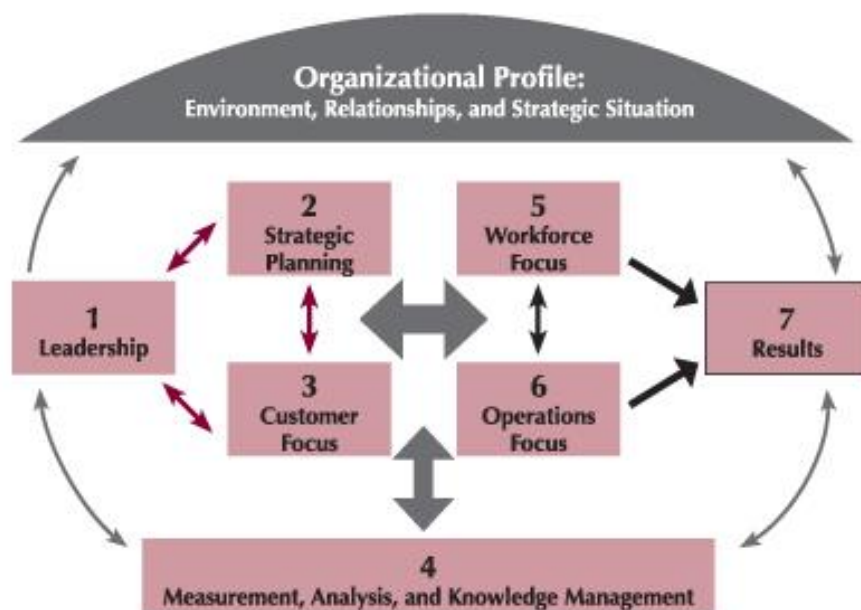 Organizational Profile:
Environment, Relationships, and Strategic Situation
2
Strategic
Planning
5
Workforce
Focus
1
Leadership
7
Results
3
Customer
Focus
6
Operations
Focus
4
Measurement, Analysis, and Knowledge Management